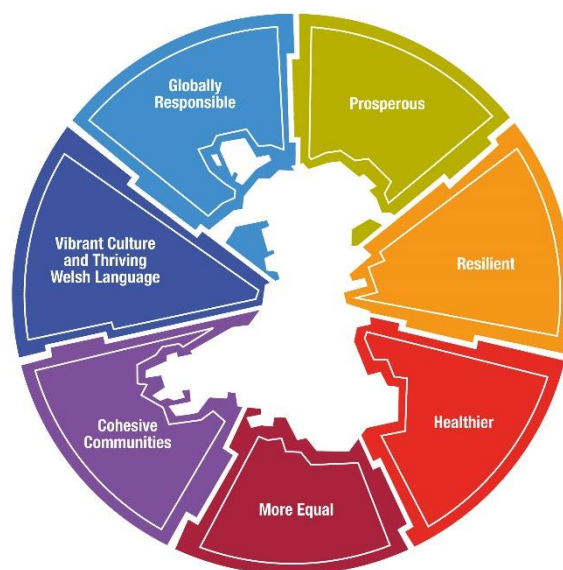 Globally
Responsible
Prosperous
Vibrant Culture
and Thriving
Welsh Language
Resilient
Cohesive
Communities
Healthier
More Equal